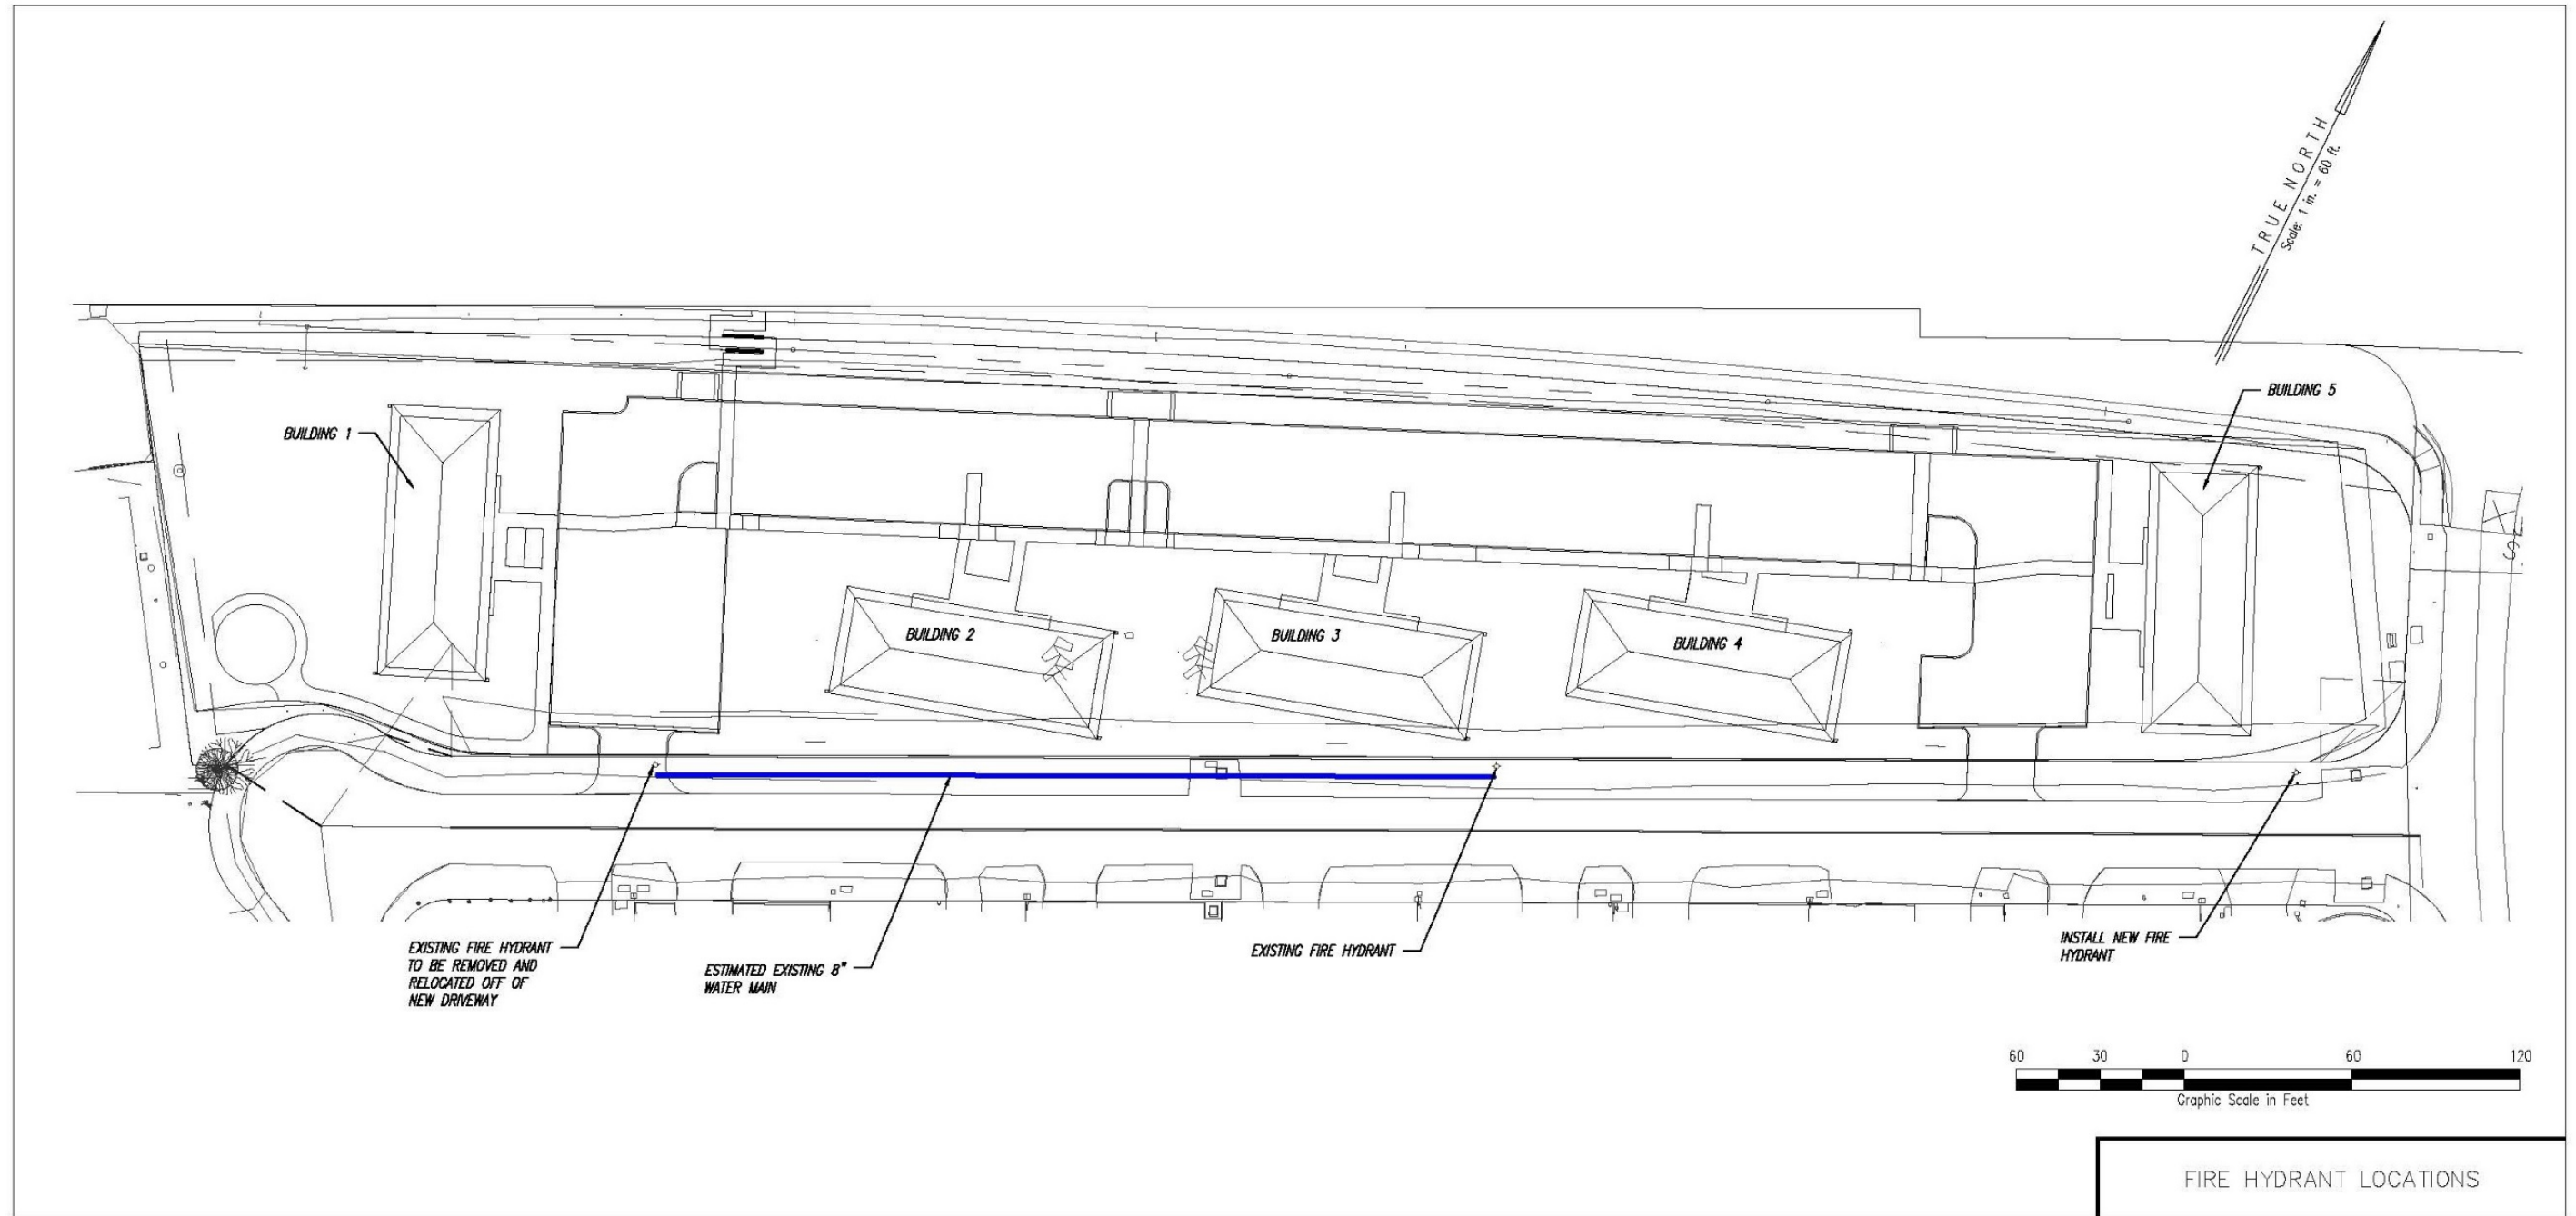 TRUE NORTH
Scale: 1 in. = 60 ft.
BUILDING 5
BUILDING 1
BUILDING 2
BUILDING 3
BUILDING 4
EXISTING FIRE HYDRANT
TO BE REMOVED AND
RELOCATED OFF OF
NEW DRIVEWAY
ESTIMATED EXISTING 8"
WATER MAIN
EXISTING FIRE HYDRANT
INSTALL NEW FIRE
HYDRANT
60 30 0 60 120
Graphic Scale in Feet
FIRE HYDRANT LOCATIONS